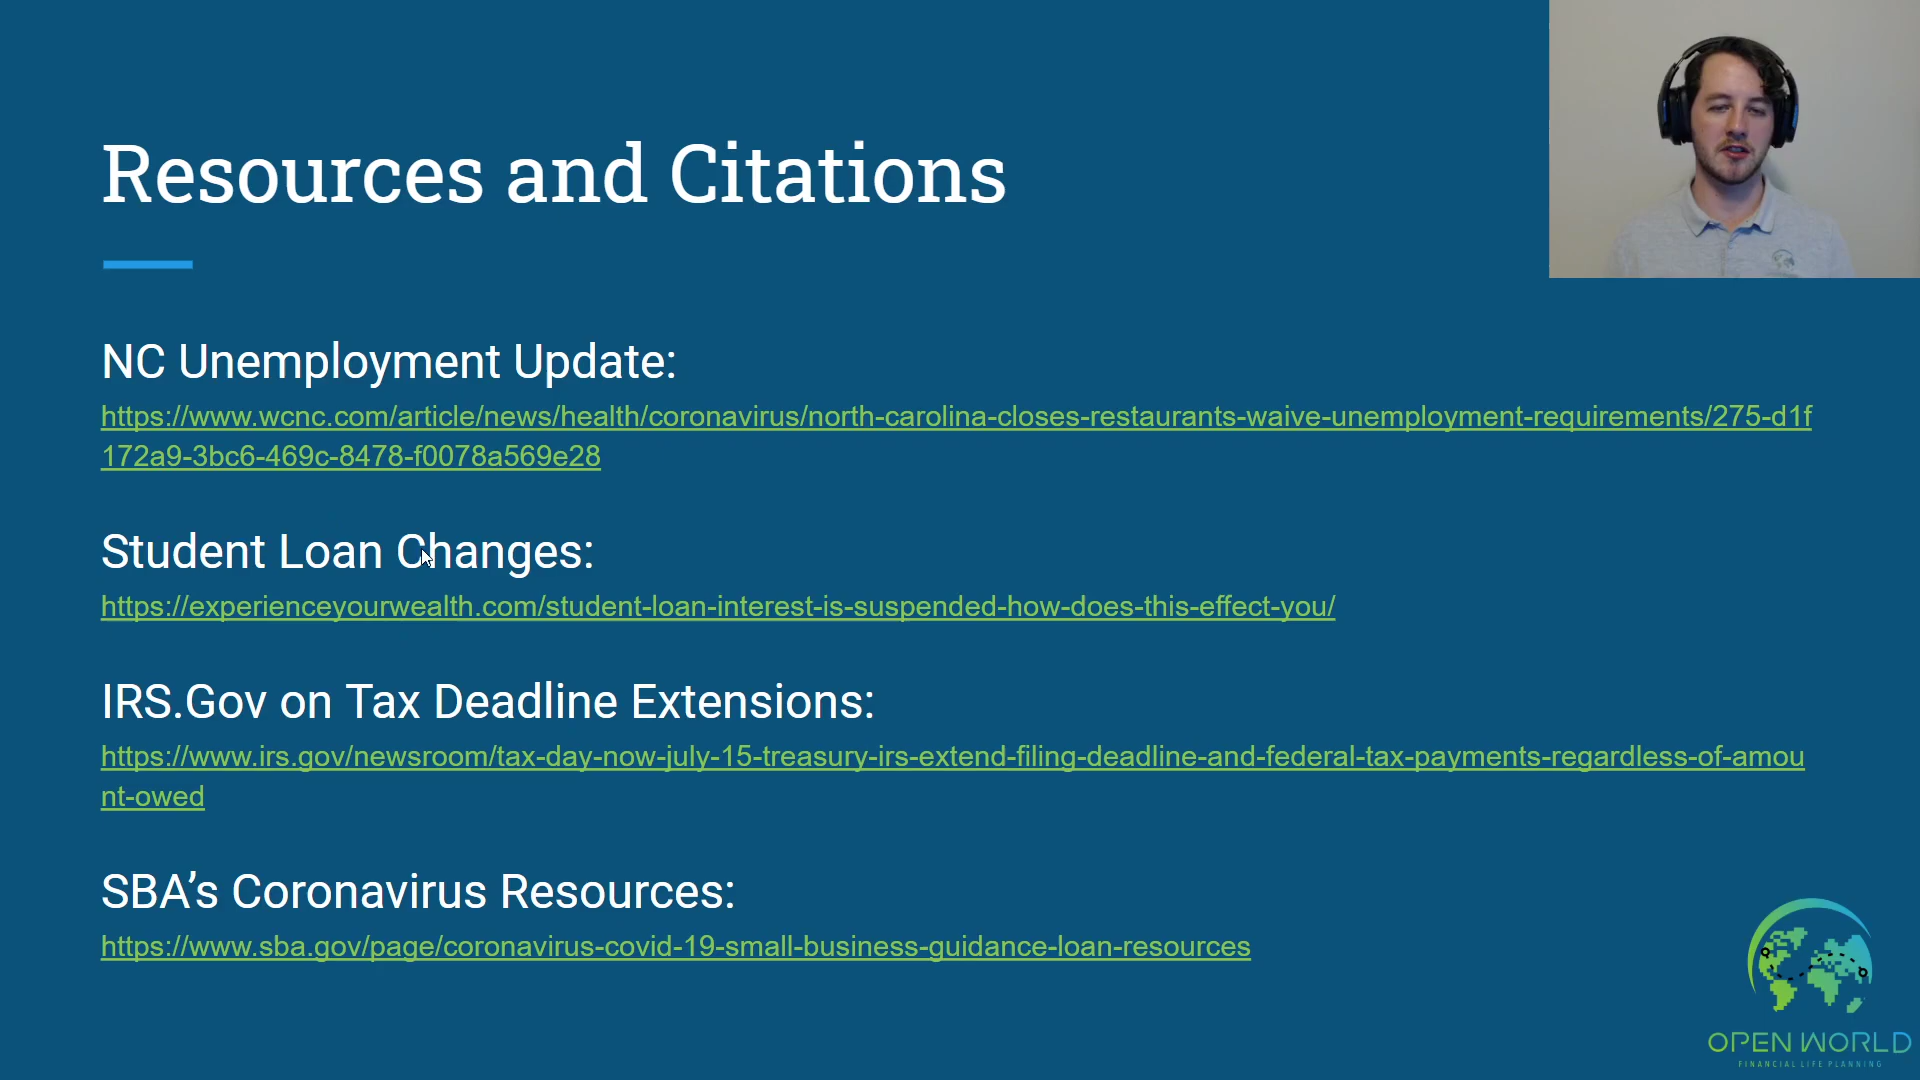 Resources and Citations
NC Unemployment Update:
https://www.wcnc.com/article/news/health/coronavirus/north-carolina-closes-restaurants-waive-unemployment-requirements/275-d1f
172a9-3bc6-469c-8478-f0078a569e28
Student Loan Changes:
https://experienceyourwealth.com/student-loan-interest-is-suspended-how-does-this-effect-you/
IRS.Gov on Tax Deadline Extensions:
https://www.irs.gov/newsroom/tax-day-now-july-15-treasury-irs-extend-filing-deadline-and-federal-tax-payments-regardless-of-amou
nt-owed
SBA’s Coronavirus Resources:
https://www.sba.gov/page/coronavirus-covid-19-small-business-guidance-loan-resources
OPEN WORLD
FINANCIAL LIFE PLANNING